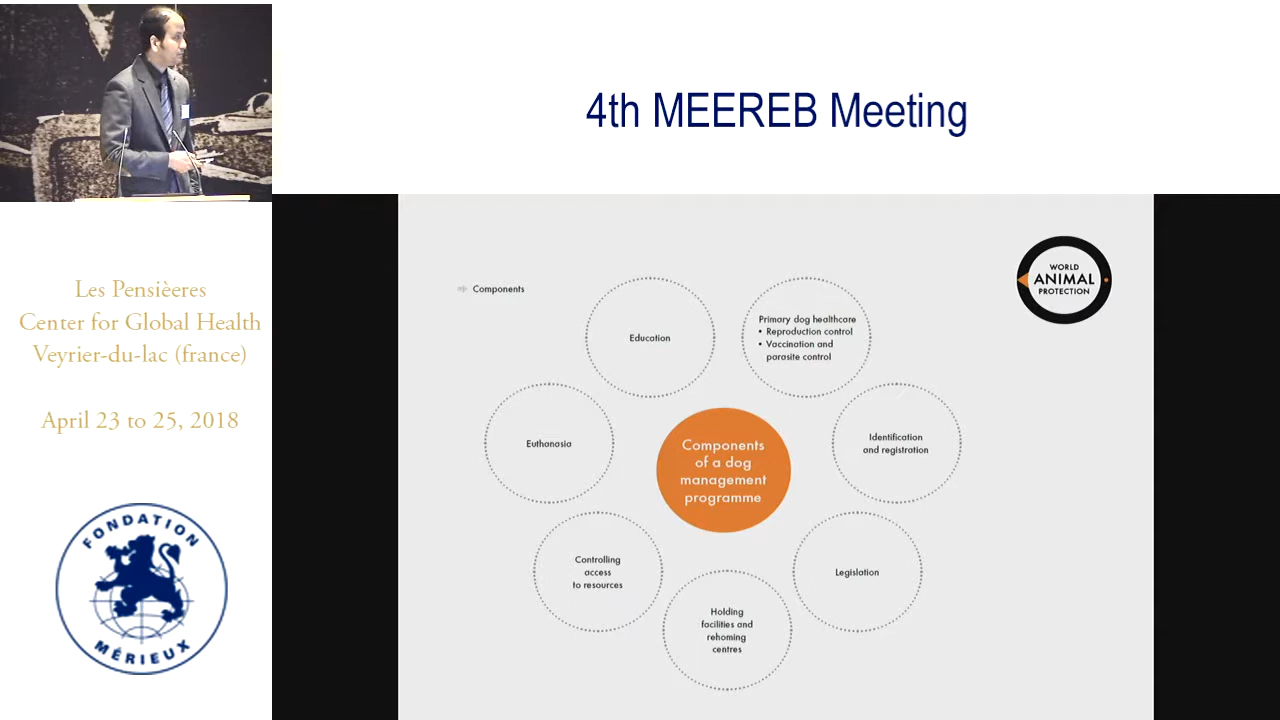 4th MEEREB Meeting
Les Pensièeres
Center for Global Health
Veyrier-du-lac (france)
April 23 to 25, 2018
FONDATION
MÉRIEUX
Components
WORLD
ANIMAL
PROTECTION
Education
Primary dog healthcare
• Reproduction control
• Vaccination and
parasite control
Euthanasia
Components
of a dog
management
programme
Identification
and registration
Controlling
access
to resources
Legislation
Holding
facilities and
rehoming
centres